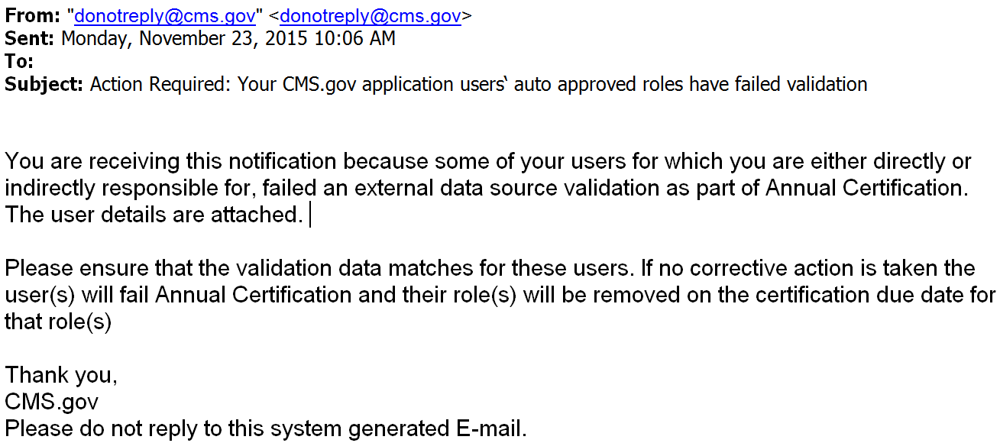 From: "donotreply@cms.gov" <donotreply@cms.gov>
Sent: Monday, November 23, 2015 10:06 AM
To:
Subject: Action Required: Your CMS.gov application users‛ auto approved roles have failed validation
You are receiving this notification because some of your users for which you are either directly or
indirectly responsible for, failed an external data source validation as part of Annual Certification.
The user details are attached.
Please ensure that the validation data matches for these users. If no corrective action is taken the
user(s) will fail Annual Certification and their role(s) will be removed on the certification due date for
that role(s)
Thank you,
CMS.gov
Please do not reply to this system generated E-mail.